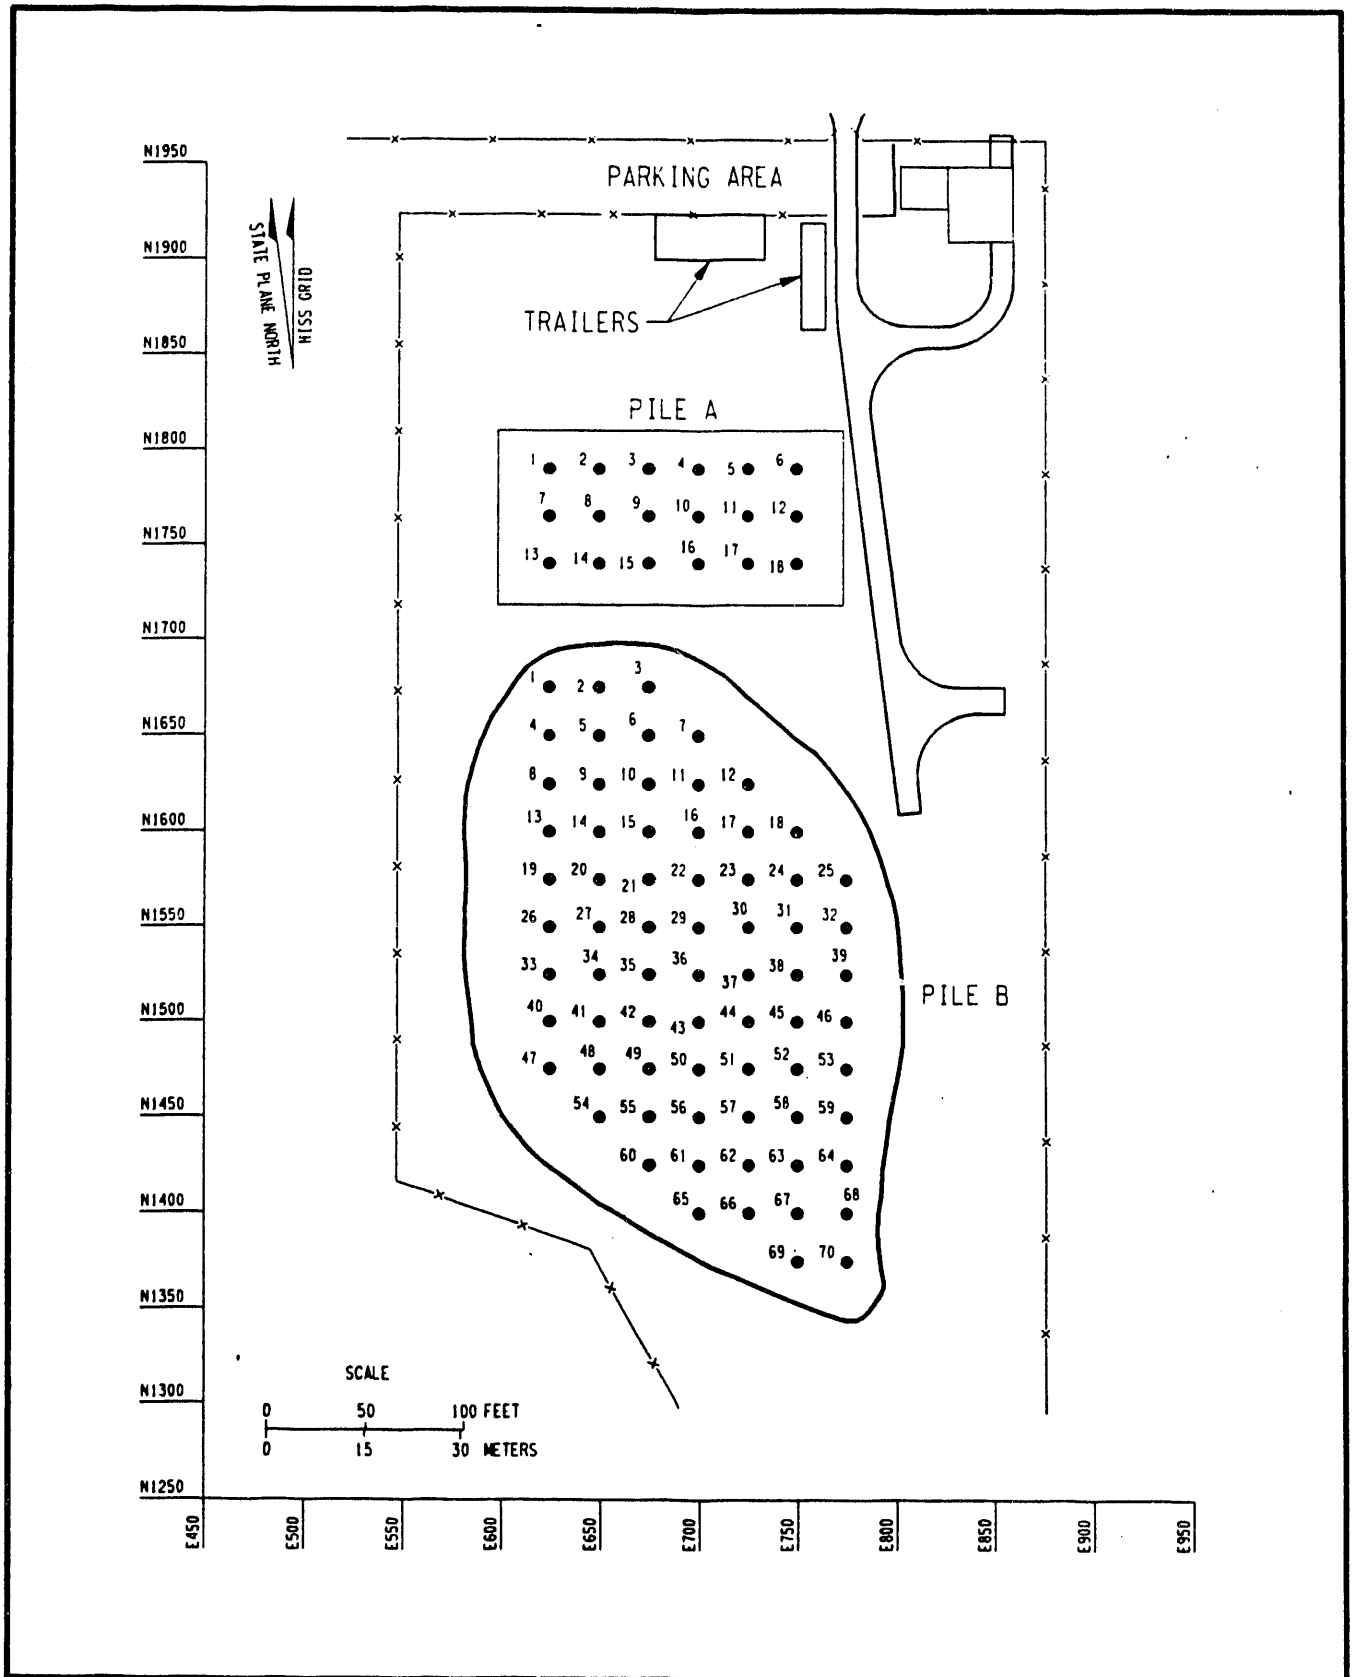 N1950
PARKING AREA
N1900
STATE PLANE NORTH
HISS GRID
TRAILERS
N1850
PILE A
N1800
1 2 3 4 5 6
7 8 9 10 11 12
N1750
13 14 15 16 17 18
N1700
1 2 3
N1650
4 5 6 7
8 9 10 11 12
N1600
13 14 15 16 17 18
19 20 21 22 23 24 25
N1550
26 27 28 29 30 31 32
33 34 35 36 37 38 39
PILE B
N1500
40 41 42 43 44 45 46
47 48 49 50 51 52 53
N1450
54 55 56 57 58 59
60 61 62 63 64
N1400
65 66 67 68
69 70
N1350
SCALE
N1300
0 50 100 FEET
0 15 30 METERS
N1250
E450 E500 E550 E600 E650 E700 E750 E800 E850 E900 E950